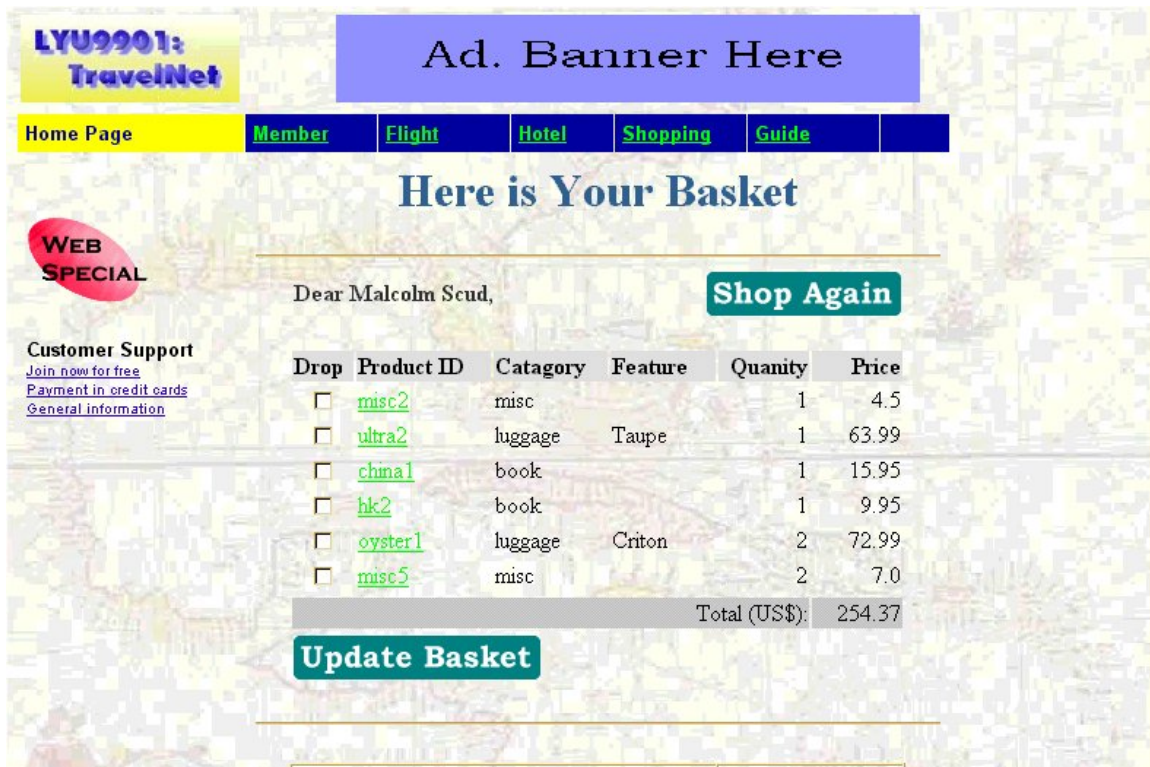 LYU9901:
TravelNet
Ad. Banner Here
Home Page Member Flight Hotel Shopping Guide
Here is Your Basket
WEB
SPECIAL
Dear Malcolm Scud,
Shop Again
Customer Support
Join now for free
Payment in credit cards
General information
Drop Product ID Catagory Feature Quanity Price
misc2 misc 1 4.5
ultra2 luggage Taupe 1 63.99
china1 book 1 15.95
hk2 book 1 9.95
oyster1 luggage Criton 2 72.99
misc5 misc 2 7.0
Total (US$): 254.37
Update Basket